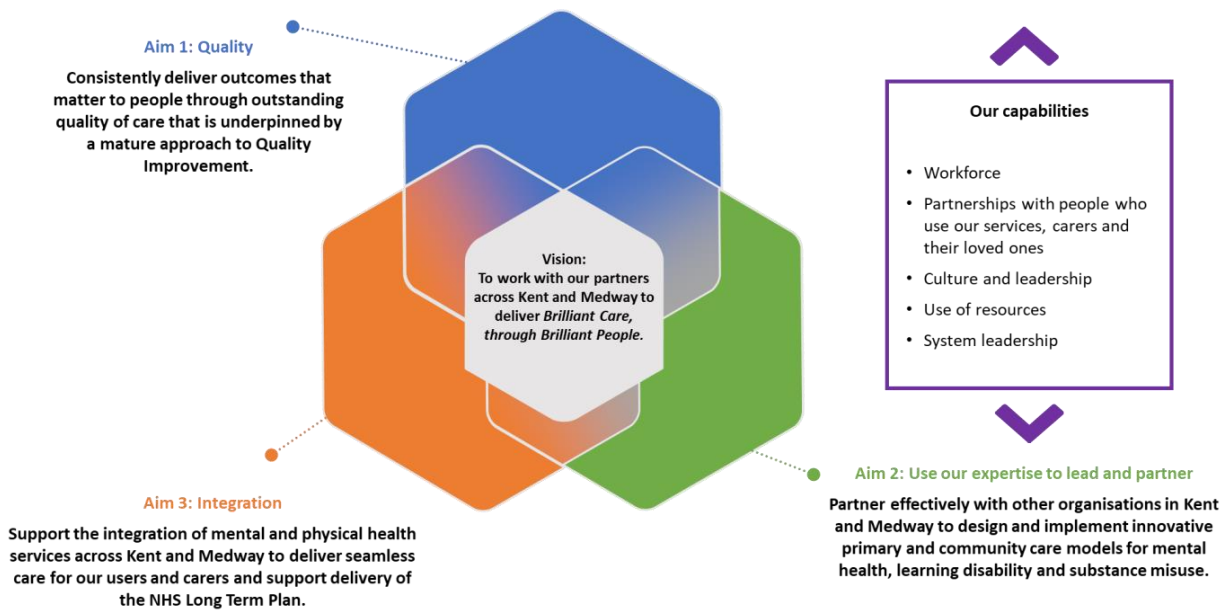 Aim 1: Quality
Consistently deliver outcomes that
matter to people through outstanding
quality of care that is underpinned by
a mature approach to Quality
Improvement.
Vision:
To work with our partners
across Kent and Medway to
deliver Brilliant Care,
through Brilliant People.
Our capabilities
• Workforce
• Partnerships with people who
use our services, carers and
their loved ones
• Culture and leadership
• Use of resources
• System leadership
Aim 3: Integration
Support the integration of mental and physical health
services across Kent and Medway to deliver seamless
care for our users and carers and support delivery of
the NHS Long Term Plan.
Aim 2: Use our expertise to lead and partner
Partner effectively with other organisations in Kent
and Medway to design and implement innovative
primary and community care models for mental
health, learning disability and substance misuse.